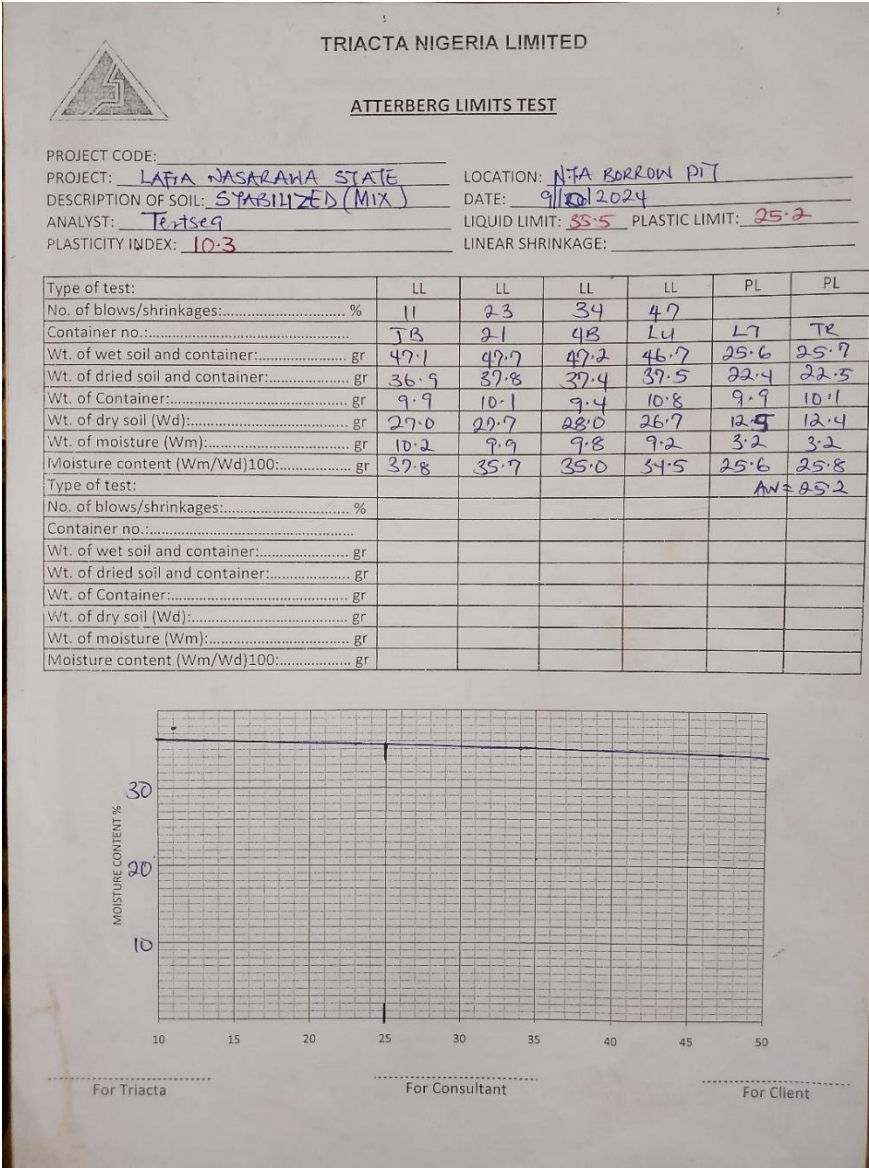 TRIACTA NIGERIA LIMITED
ATTERBERG LIMITS TEST
PROJECT CODE:
PROJECT: LAFIA NASARAWA STATE
LOCATION: NTA BORROW PIT
DESCRIPTION OF SOIL: STABILIZED (MIX)
DATE: 9/10/2024
ANALYST: Tertseg
LIQUID LIMIT: 35.5 PLASTIC LIMIT: 25.2
PLASTICITY INDEX: 10.3
LINEAR SHRINKAGE:
Type of test: LL LL LL LL PL PL
No. of blows/shrinkages:............................ % 11 23 34 47
Container no.:................................................ JB 21 4B L4 L7 TR
Wt. of wet soil and container:.................. gr 47.1 47.7 47.2 46.7 25.6 25.7
Wt. of dried soil and container:................ gr 36.9 37.8 37.4 37.5 22.4 22.5
Wt. of Container:...................................... gr 9.9 10.1 9.4 10.8 9.9 10.1
Wt. of dry soil (Wd):.................................. gr 27.0 27.7 28.0 26.7 12.5 12.4
Wt. of moisture (Wm):............................. gr 10.2 9.9 9.8 9.2 3.2 3.2
Moisture content (Wm/Wd)100:.................. gr 37.8 35.7 35.0 34.5 25.6 25.8
Type of test: AW = 25.2
No. of blows/shrinkages:............................ %
Container no.:................................................
Wt. of wet soil and container:.................. gr
Wt. of dried soil and container:................ gr
Wt. of Container:...................................... gr
Wt. of dry soil (Wd):.................................. gr
Wt. of moisture (Wm):............................. gr
Moisture content (Wm/Wd)100:.................. gr
MOISTURE CONTENT %
30
20
10
10 15 20 25 30 35 40 45 50
For Triacta For Consultant For Client